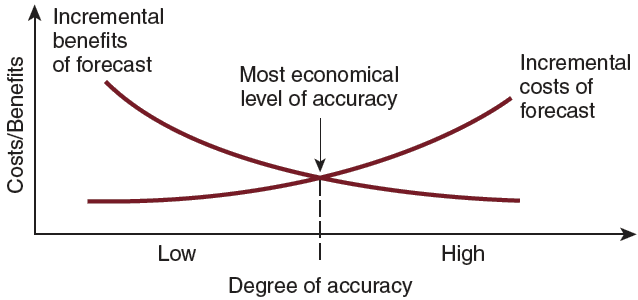 Incremental
benefits
of forecast
Most economical
level of accuracy
Incremental
costs of
forecast
Costs/Benefits
Low
High
Degree of accuracy